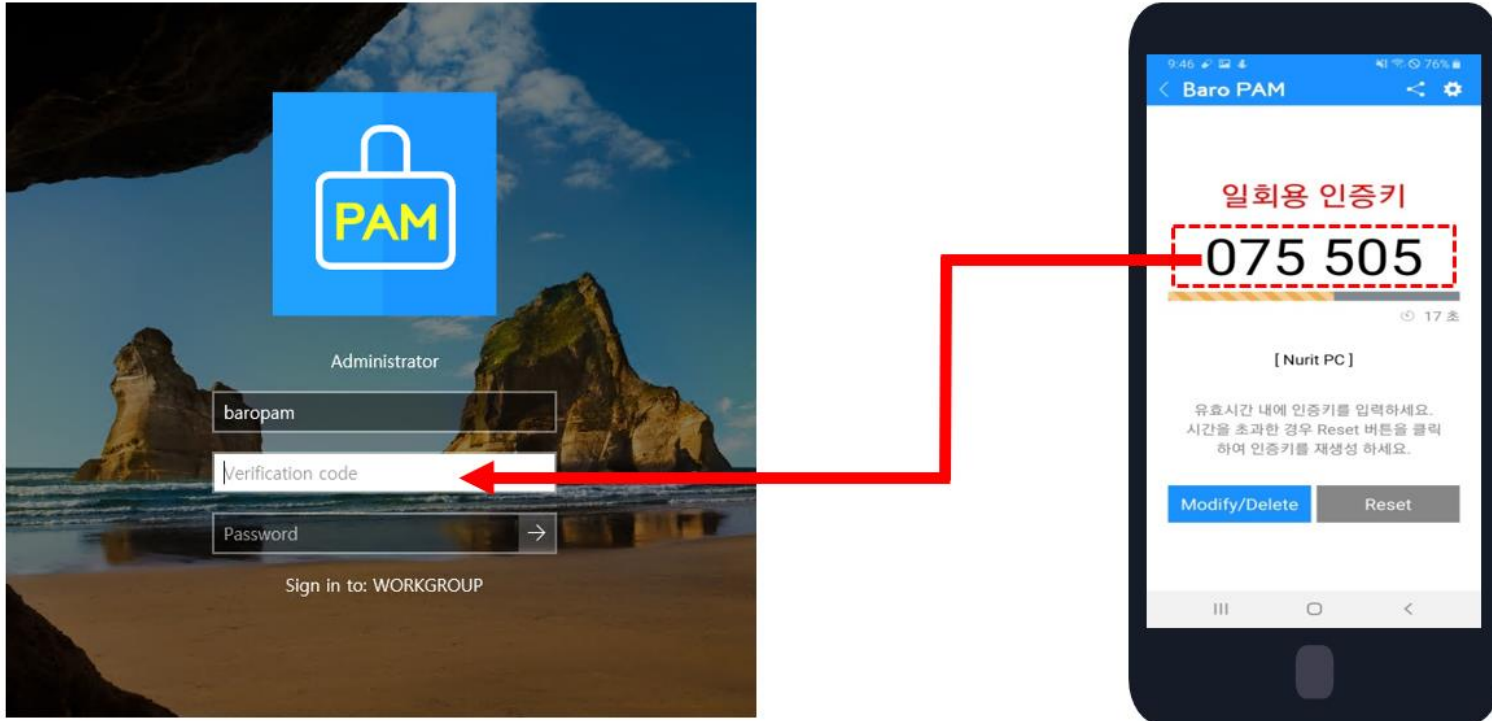 PAM
Administrator
baropam
Verification code
Password
Sign in to: WORKGROUP
9:46 76%
Baro PAM
일회용 인증키
075 505
17 초
[ Nurit PC ]
유효시간 내에 인증키를 입력하세요.
시간을 초과한 경우 Reset 버튼을 클릭
하여 인증키를 재생성 하세요.
Modify/Delete Reset